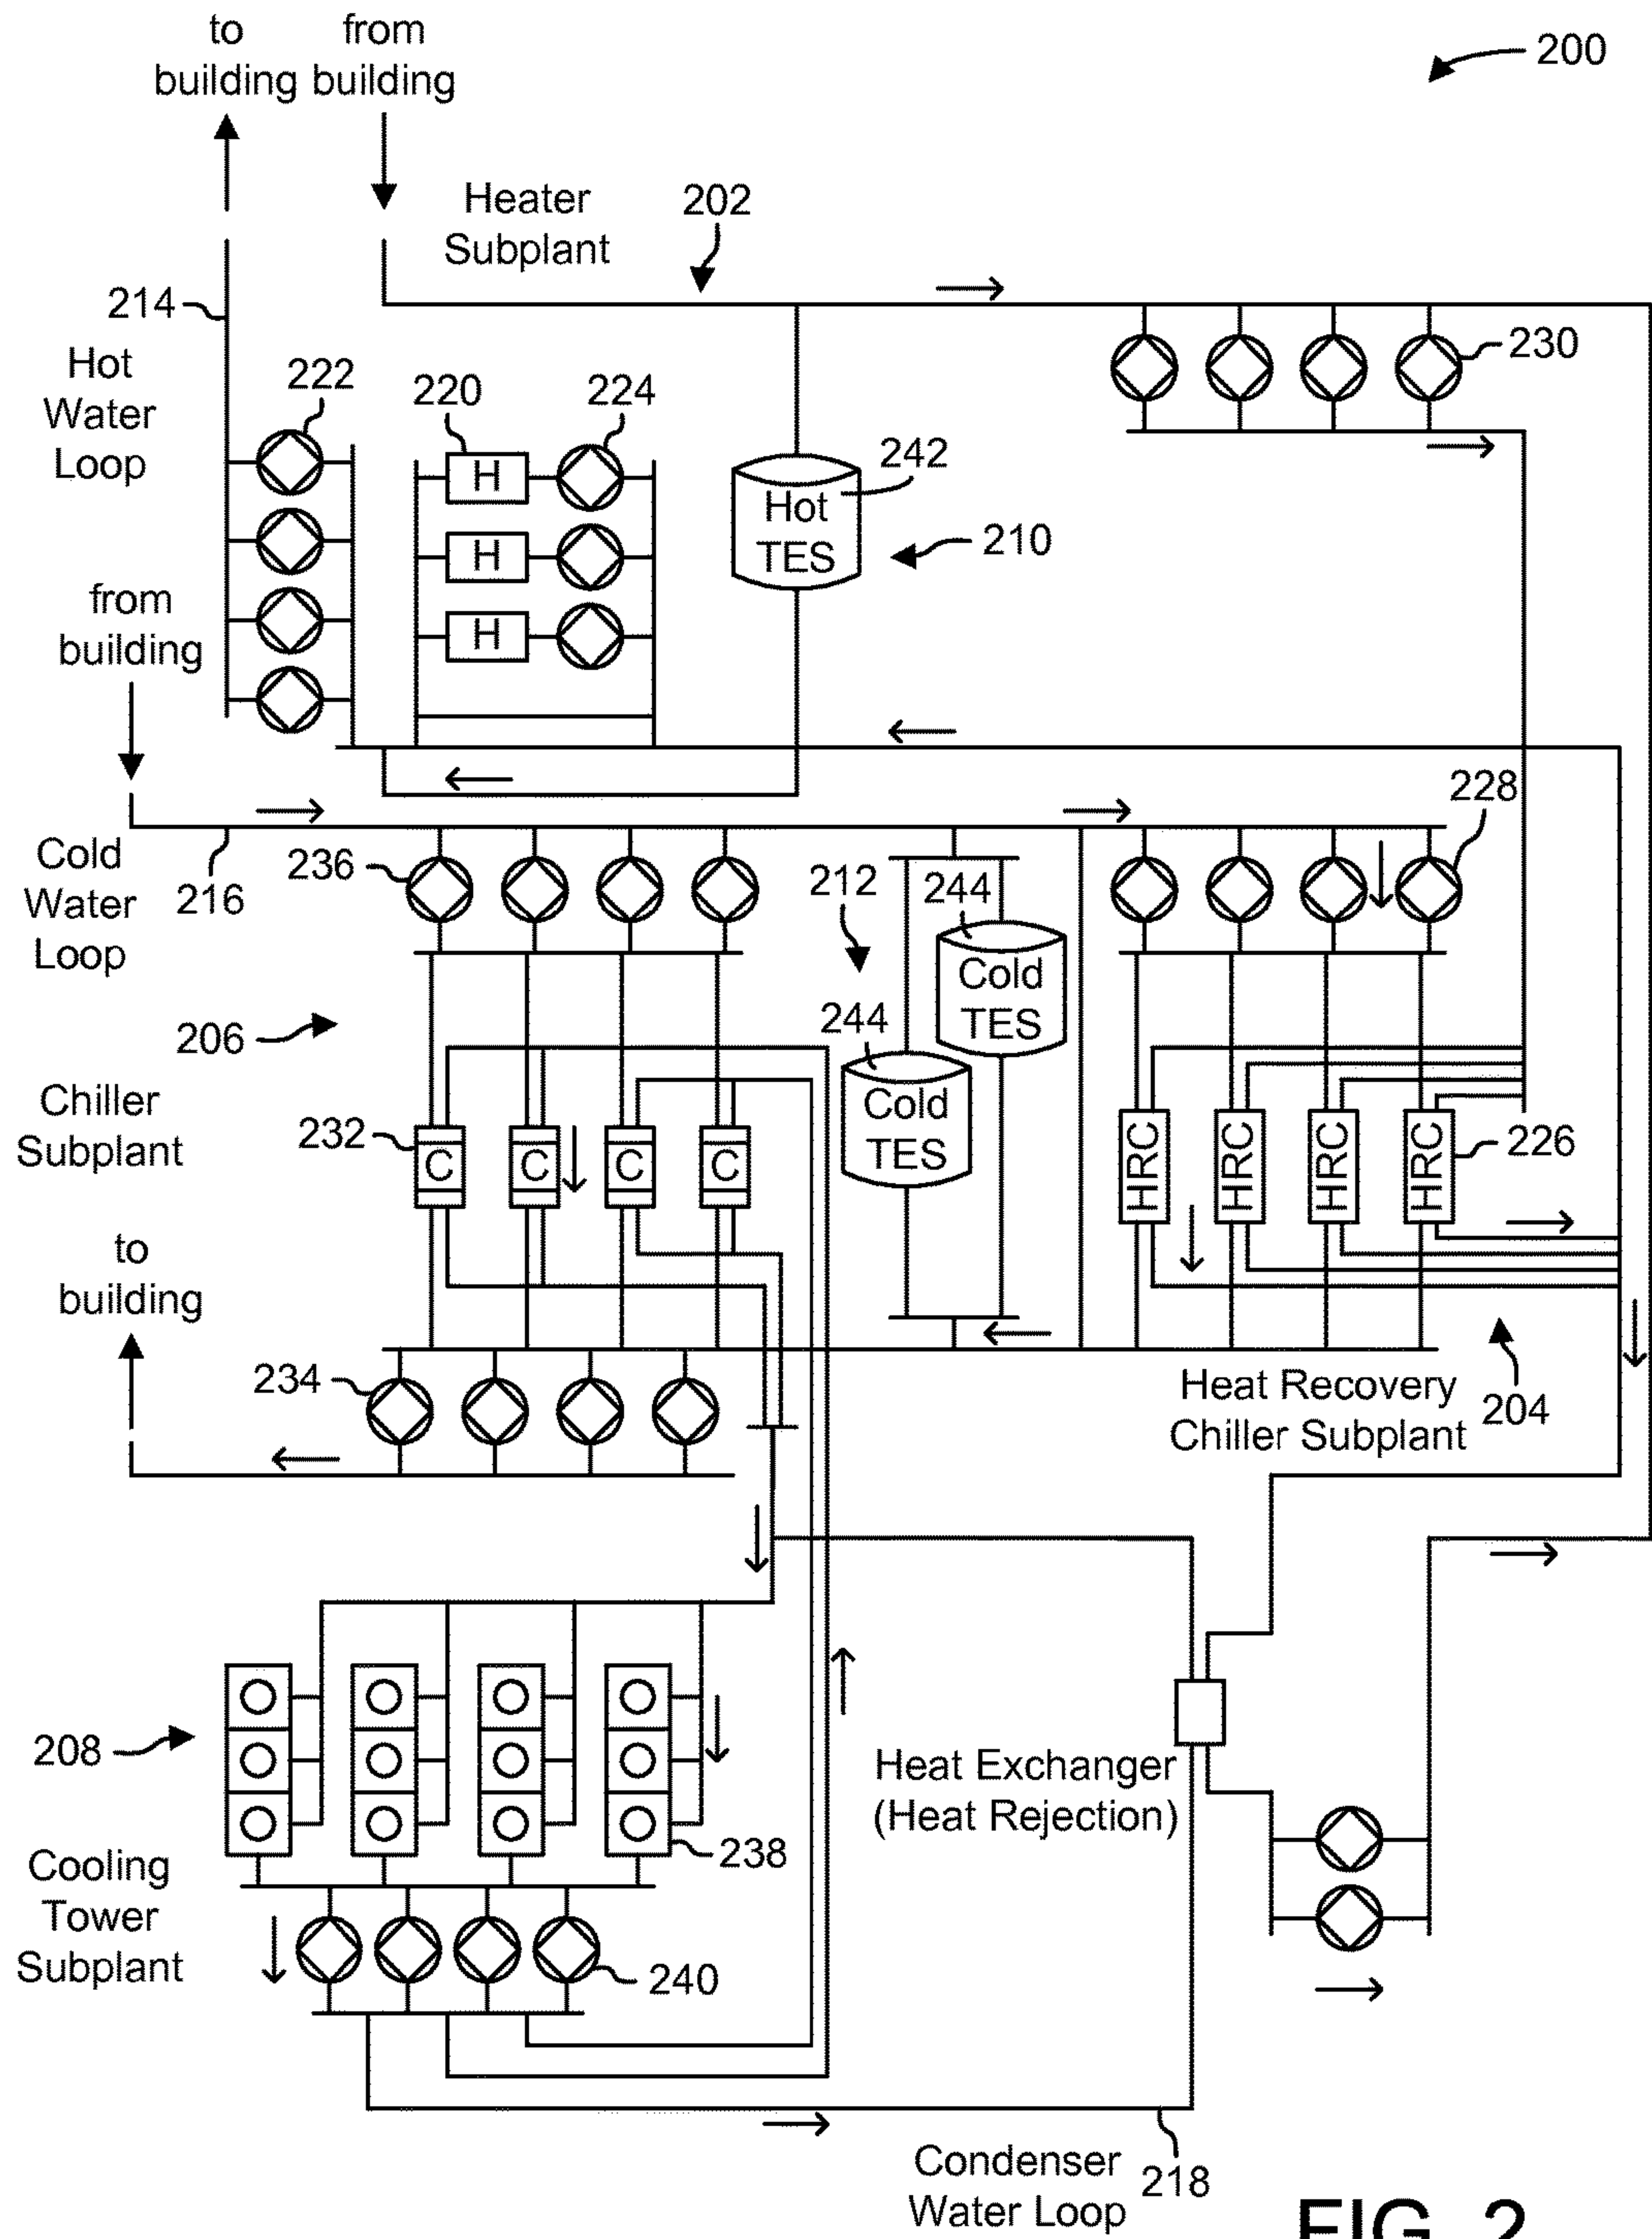 to from
building building
200
Heater
Subplant
202
214
Hot
Water
Loop
222
220
224
230
Hot
TES
242
210
H
H
H
from
building
228
Cold
Water
Loop
216
236
212
244
Cold
TES
244
Cold
TES
206
Chiller
Subplant
232
C C C C
HRC HRC HRC HRC
226
to
building
234
Heat Recovery
Chiller Subplant
204
208
Heat Exchanger
(Heat Rejection)
238
Cooling
Tower
Subplant
240
Condenser
Water Loop
218
FIG. 2